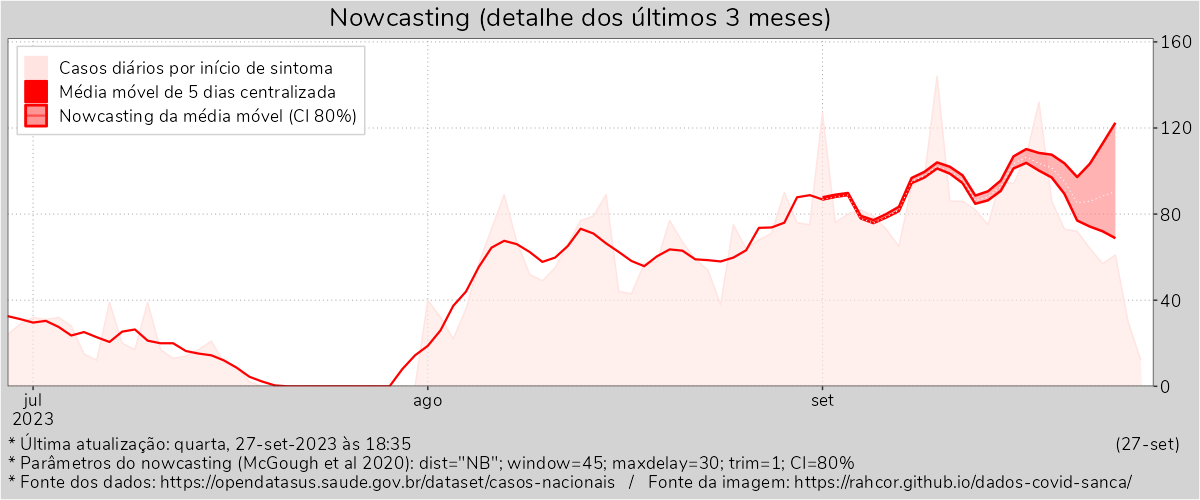 Nowcasting (detalhe dos últimos 3 meses)
160
Casos diários por início de sintoma
Média móvel de 5 dias centralizada
Nowcasting da média móvel (CI 80%)
120
80
40
0
jul
ago
set
2023
* Última atualização: quarta, 27-set-2023 às 18:35
(27-set)
* Parâmetros do nowcasting (McGough et al 2020): dist="NB"; window=45; maxdelay=30; trim=1; CI=80%
* Fonte dos dados: https://opendatasus.saude.gov.br/dataset/casos-nacionais / Fonte da imagem: https://rahcor.github.io/dados-covid-sanca/